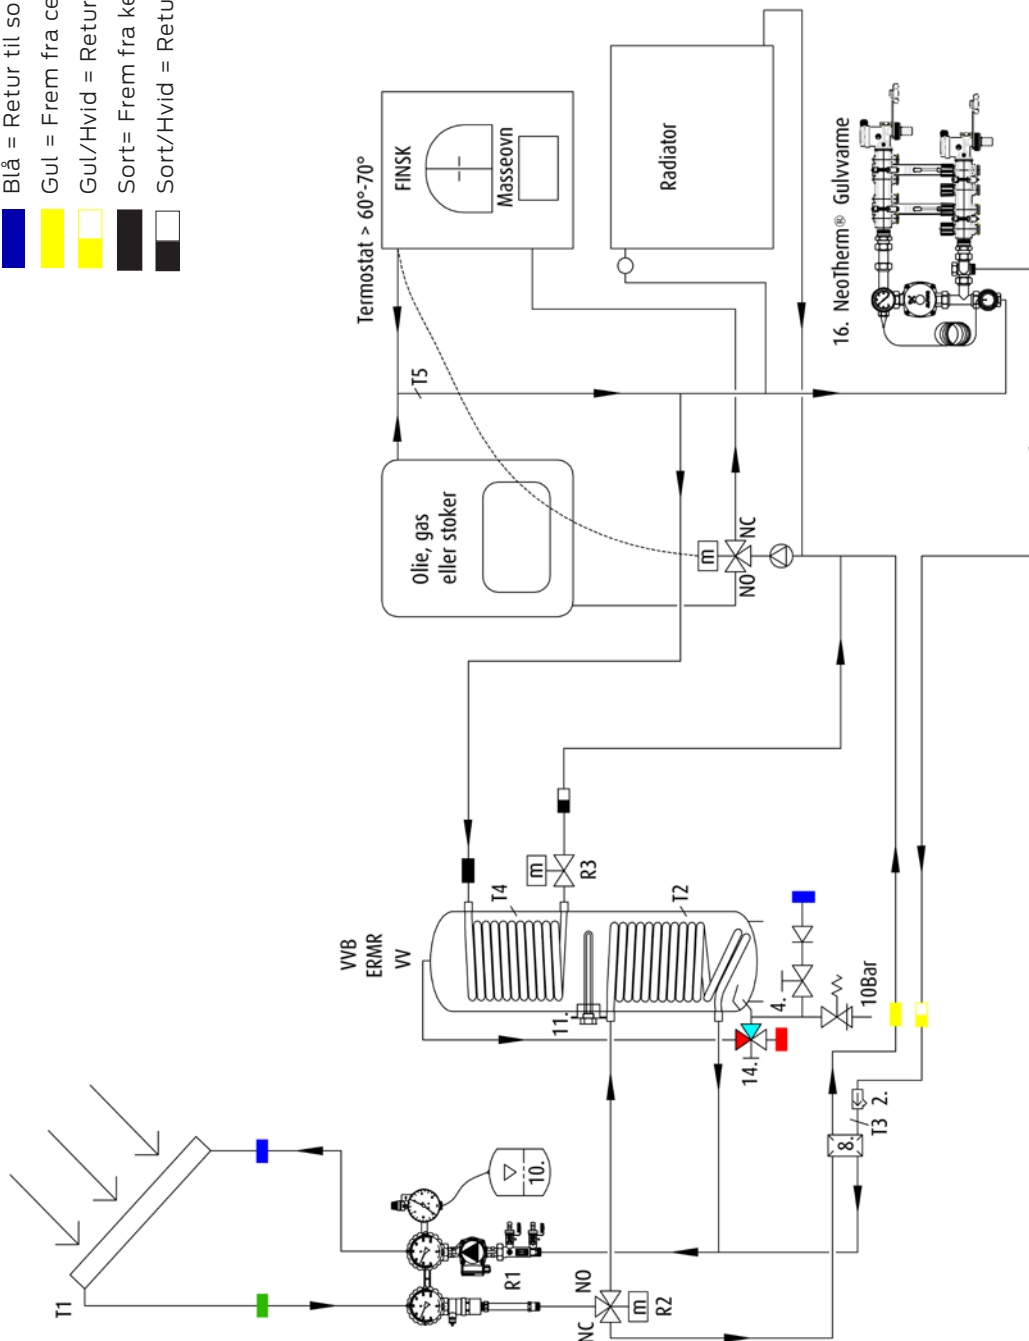 Blå = Retur til so
Gul = Frem fra ce
Gul/Hvid = Retur
Sort= Frem fra ke
Sort/Hvid = Retu
Termostat > 60°-70°
FINSK
Masseovn
Radiator
16. NeoTherm® Gulvvarme
T5
Olie, gas
eller stoker
m
NC
NO
VVB
ERMR
VV
T4
m
R3
T2
11.
4.
10Bar
14.
T3
2.
8.
10.
T1
R1
NO
NC
m
R2